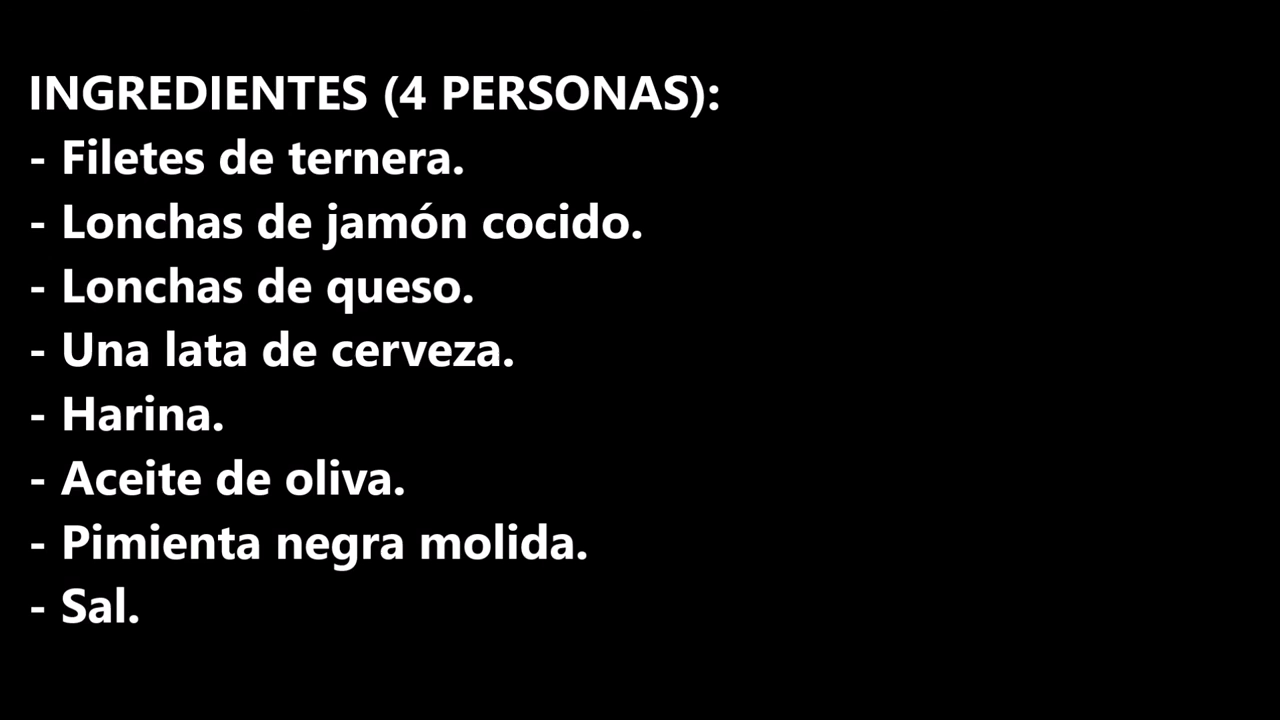 INGREDIENTES (4 PERSONAS):
- Filetes de ternera.
- Lonchas de jamón cocido.
- Lonchas de queso.
- Una lata de cerveza.
- Harina.
- Aceite de oliva.
- Pimienta negra molida.
- Sal.